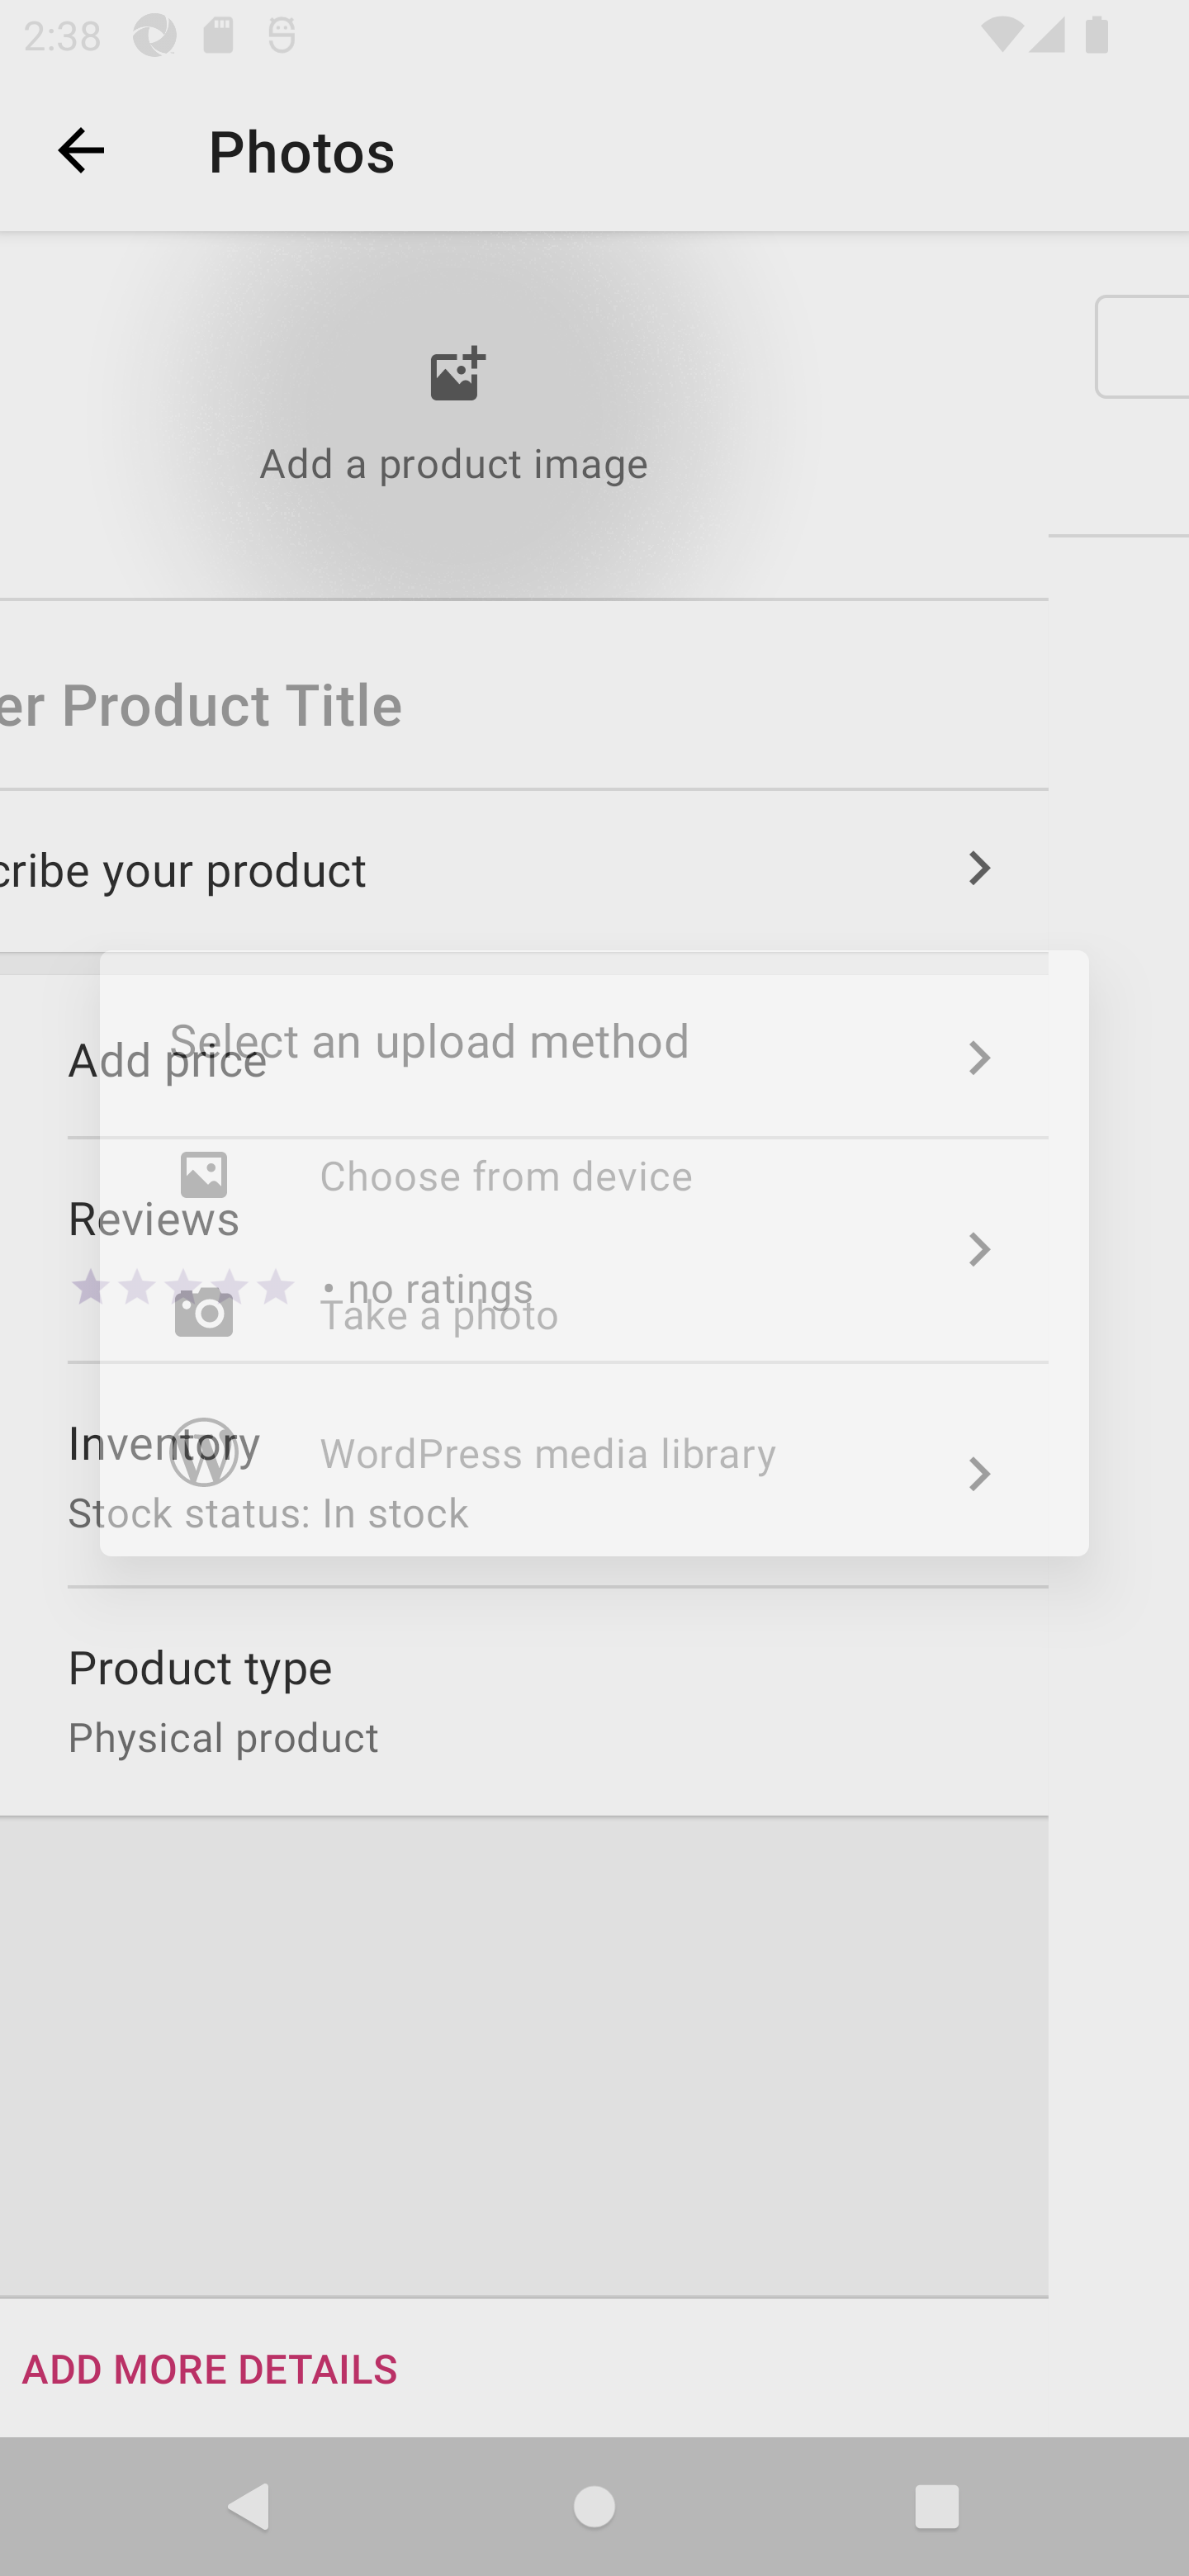 2:38
Photos
Add a product image
er Product Title
cribe your product
Select an upload method
Add price
Choose from device
Reviews
• no ratings
Take a photo
Inventory
WordPress media library
Stock status: In stock
Product type
Physical product
ADD MORE DETAILS